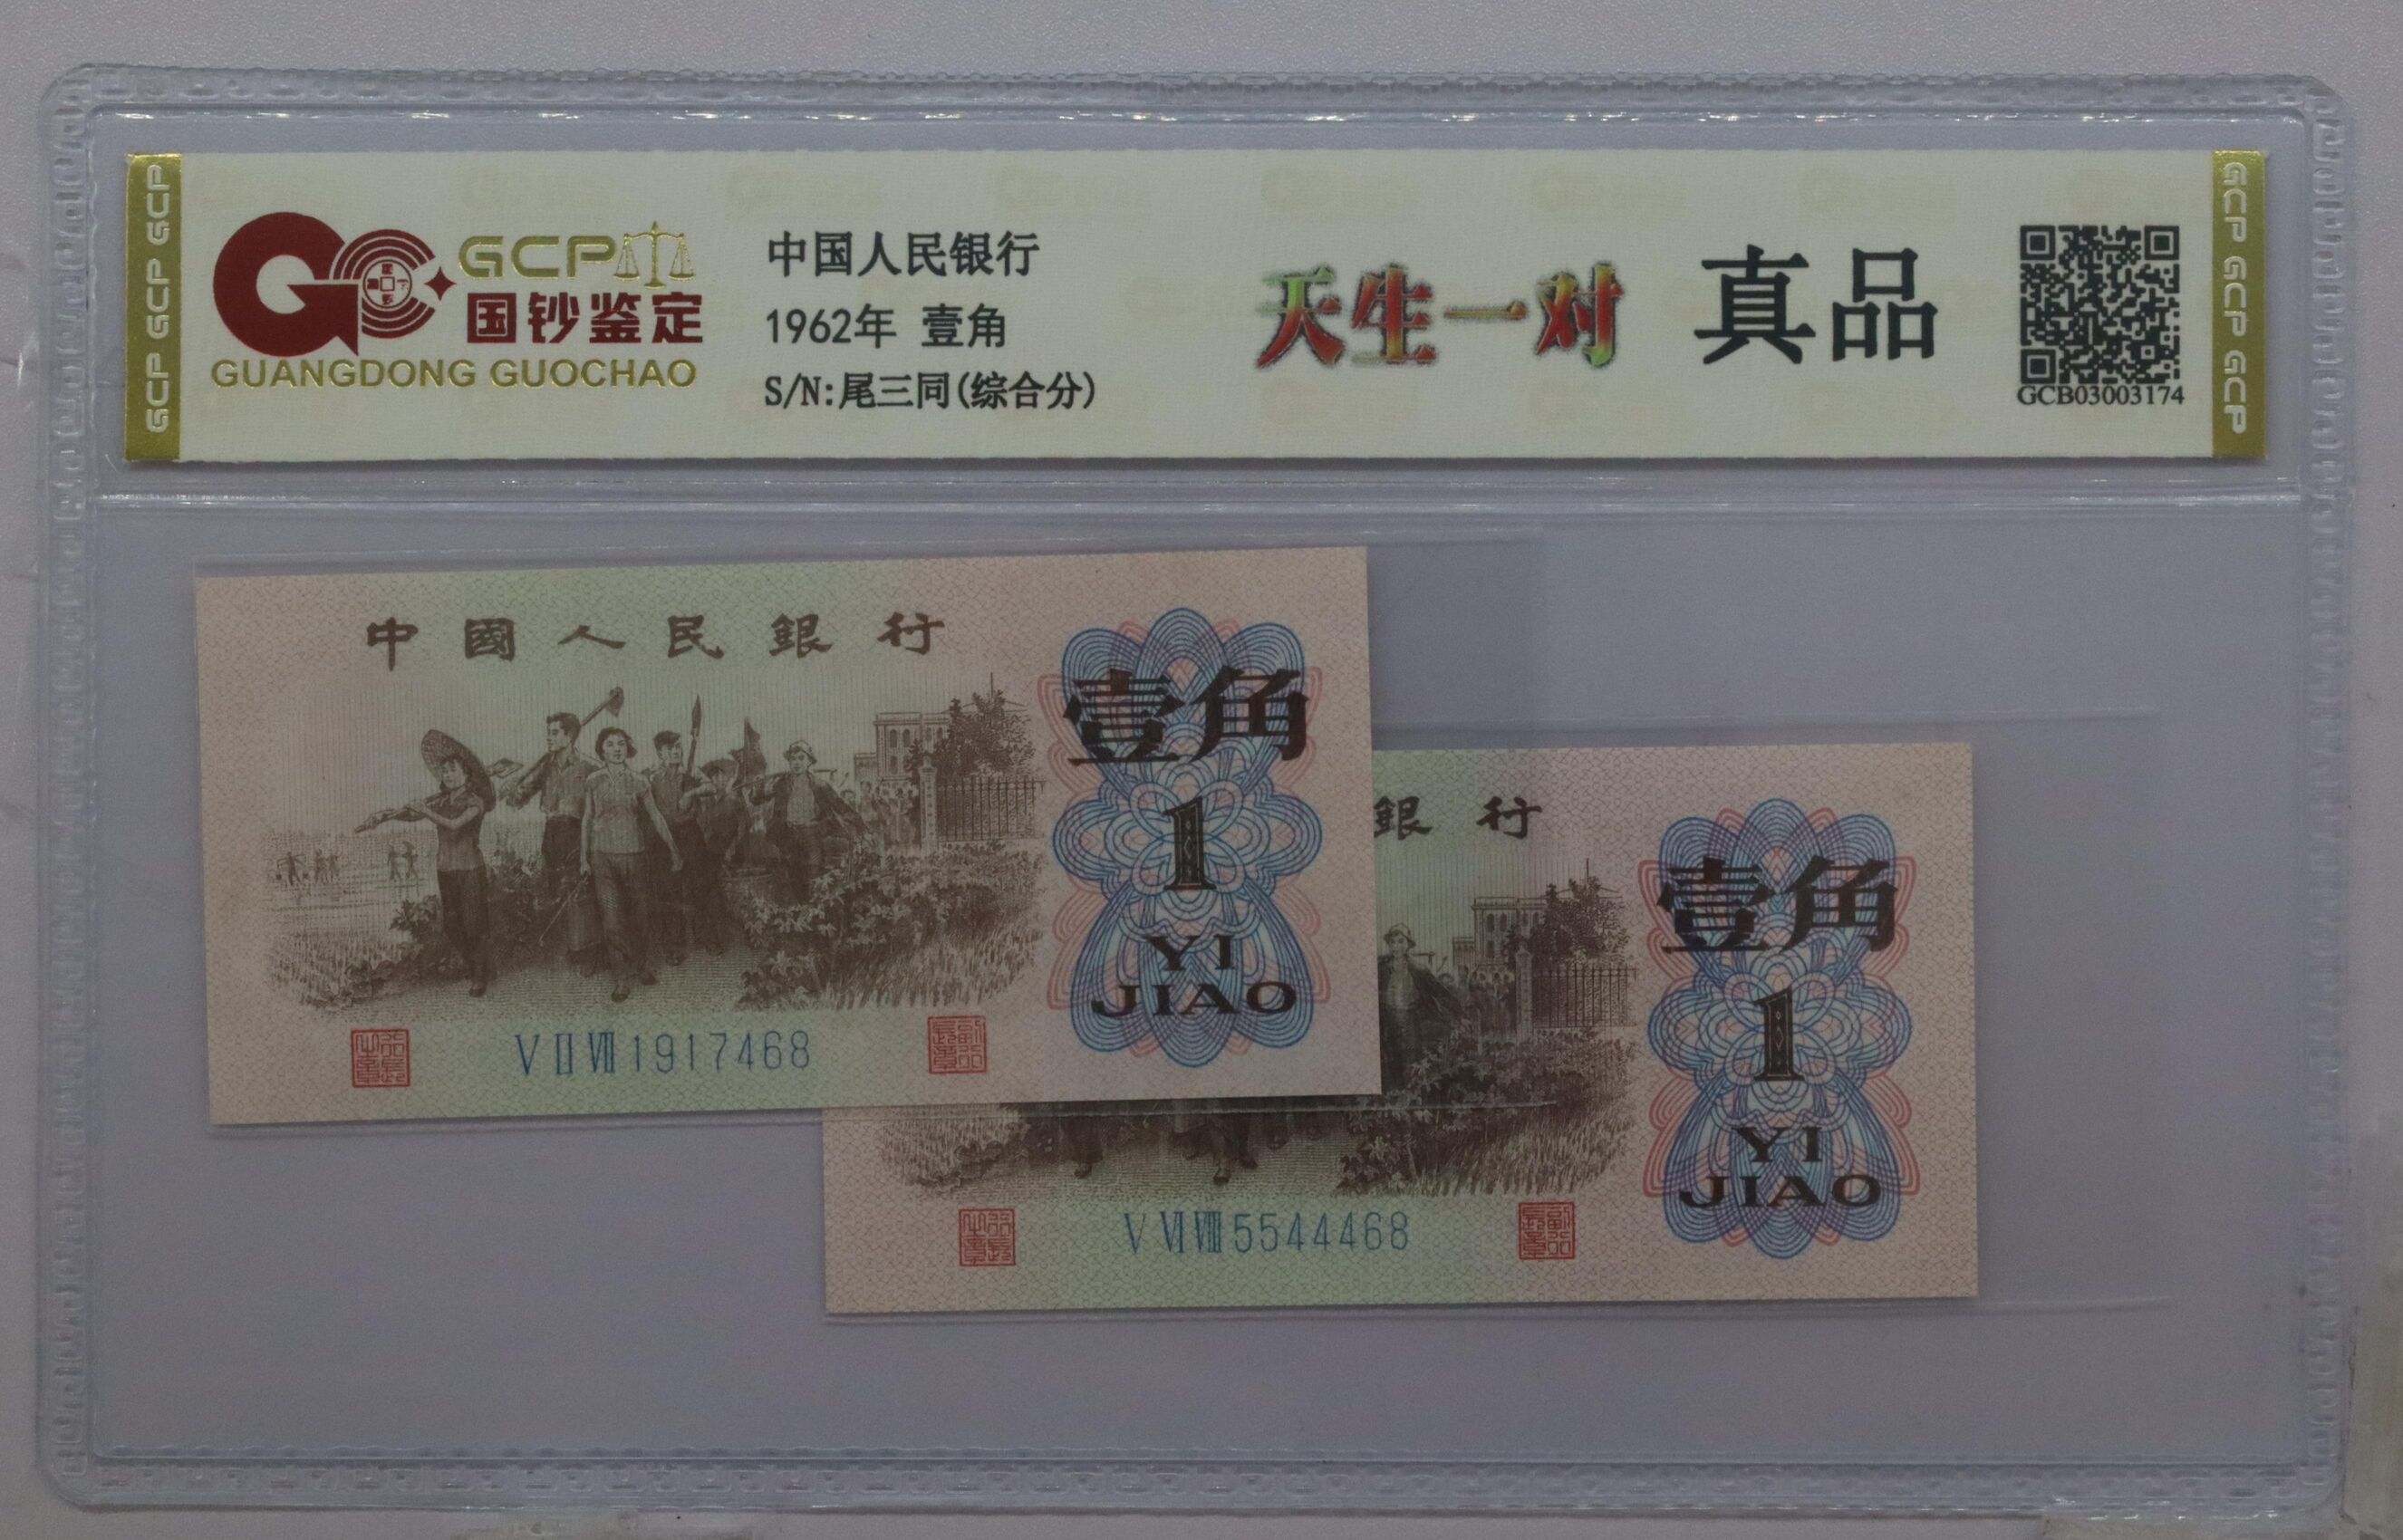 GCP GCP GCP
GCP
国钞鉴定
GUANGDONG GUOCHAO
中国人民银行
1962年 壹角
S/N:尾三同(综合分)
天生一对 真品
GCB03003174
GCP GCP GCP
中國人民銀行
壹角
1
YI
JIAO
V II VIII 1917468
銀行
壹角
1
YI
JIAO
V VI VIII 5544468